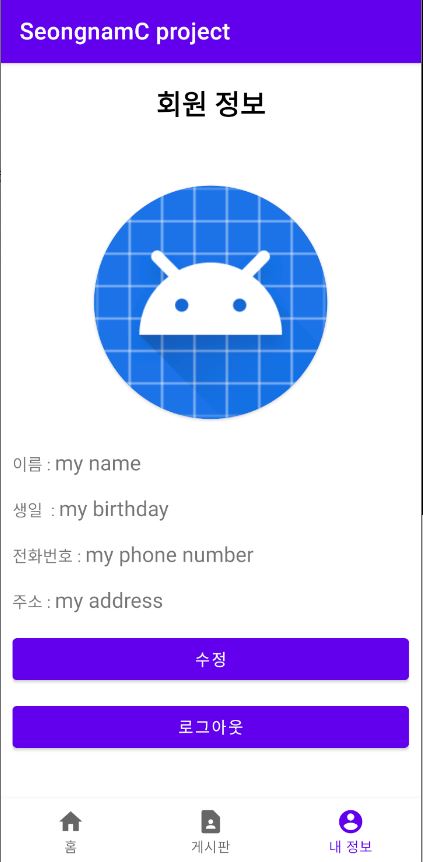 SeongnamC project
회원 정보
이름 : my name
생일 : my birthday
전화번호 : my phone number
주소 : my address
수정
로그아웃
홈 게시판 내 정보